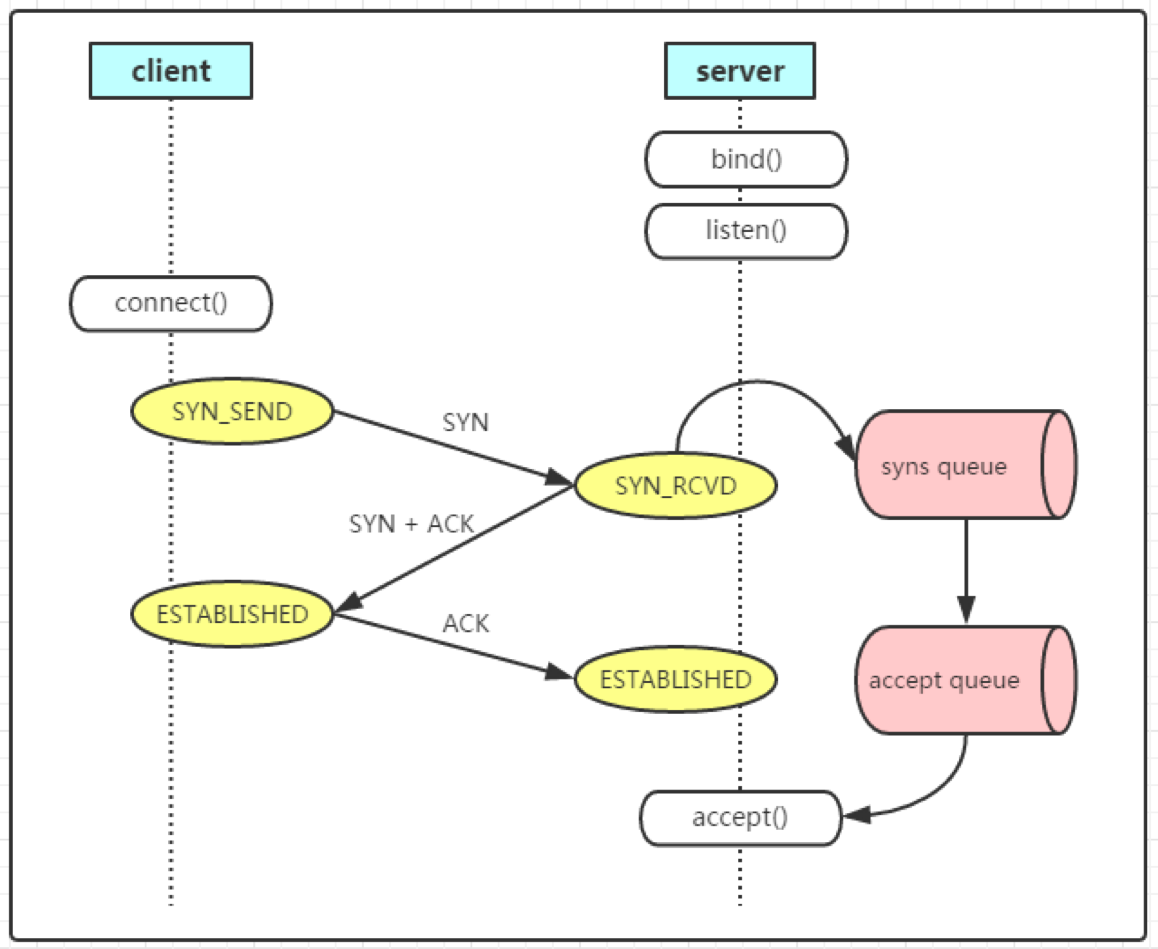 client
server
bind()
listen()
connect()
SYN_SEND
SYN
syns queue
SYN_RCVD
SYN + ACK
ESTABLISHED
ACK
ESTABLISHED
accept queue
accept()